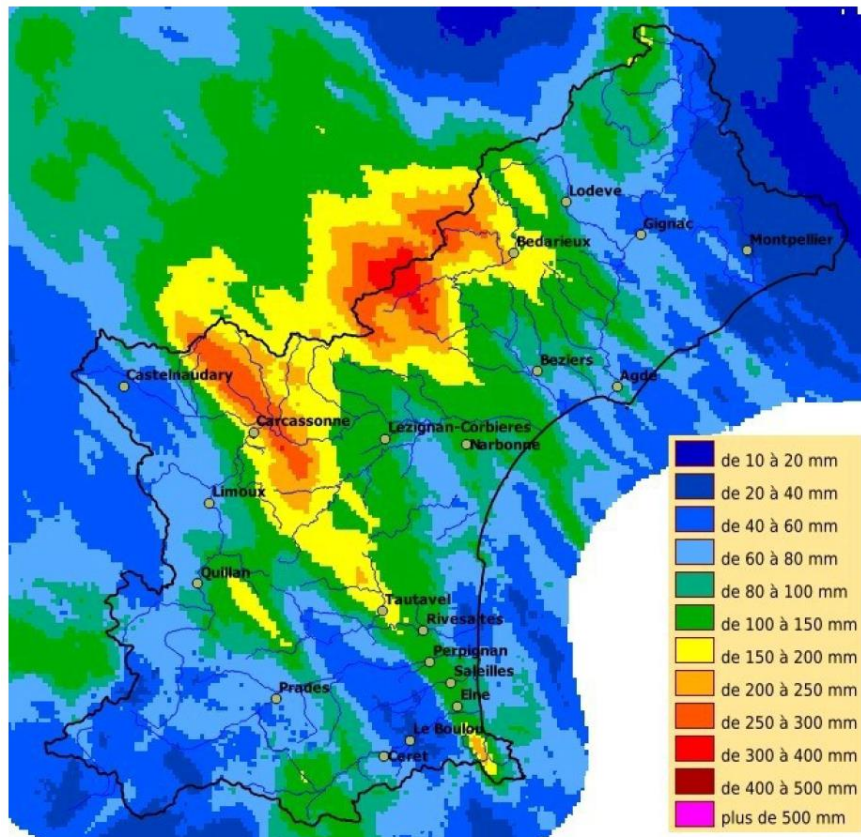 Lodeve
Gignac
Montpellier
Bedarieux
Beziers
Agde
Castelnaudary
Carcassonne
Lezignan-Corbieres
Narbonne
Limoux
Quillan
Tautavel
Rivesaltes
Perpignan
Saleilles
Elne
Prades
Le Boulou
Ceret
de 10 à 20 mm
de 20 à 40 mm
de 40 à 60 mm
de 60 à 80 mm
de 80 à 100 mm
de 100 à 150 mm
de 150 à 200 mm
de 200 à 250 mm
de 250 à 300 mm
de 300 à 400 mm
de 400 à 500 mm
plus de 500 mm